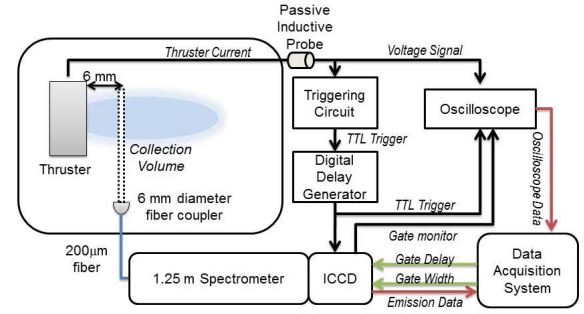 Passive
Inductive
Probe
Thruster Current
Voltage Signal
6 mm
Triggering
Circuit
Oscilloscope
TTL Trigger
Oscilloscope Data
Collection
Volume
Thruster
Digital
Delay
Generator
6 mm diameter
fiber coupler
TTL Trigger
Gate monitor
200μm
fiber
1.25 m Spectrometer
ICCD
Gate Delay
Gate Width
Emission Data
Data
Acquisition
System